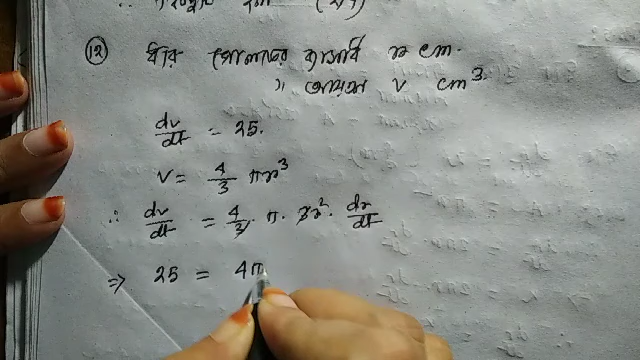 (12) ধরি গোলকের ব্যাসার্ধ r cm.
" আয়তন v cm³.
dv/dt = 25.
v = 4/3 πr³
∴ dv/dt = 4/3 · π · 3r² · dr/dt
⇒ 25 = 4π